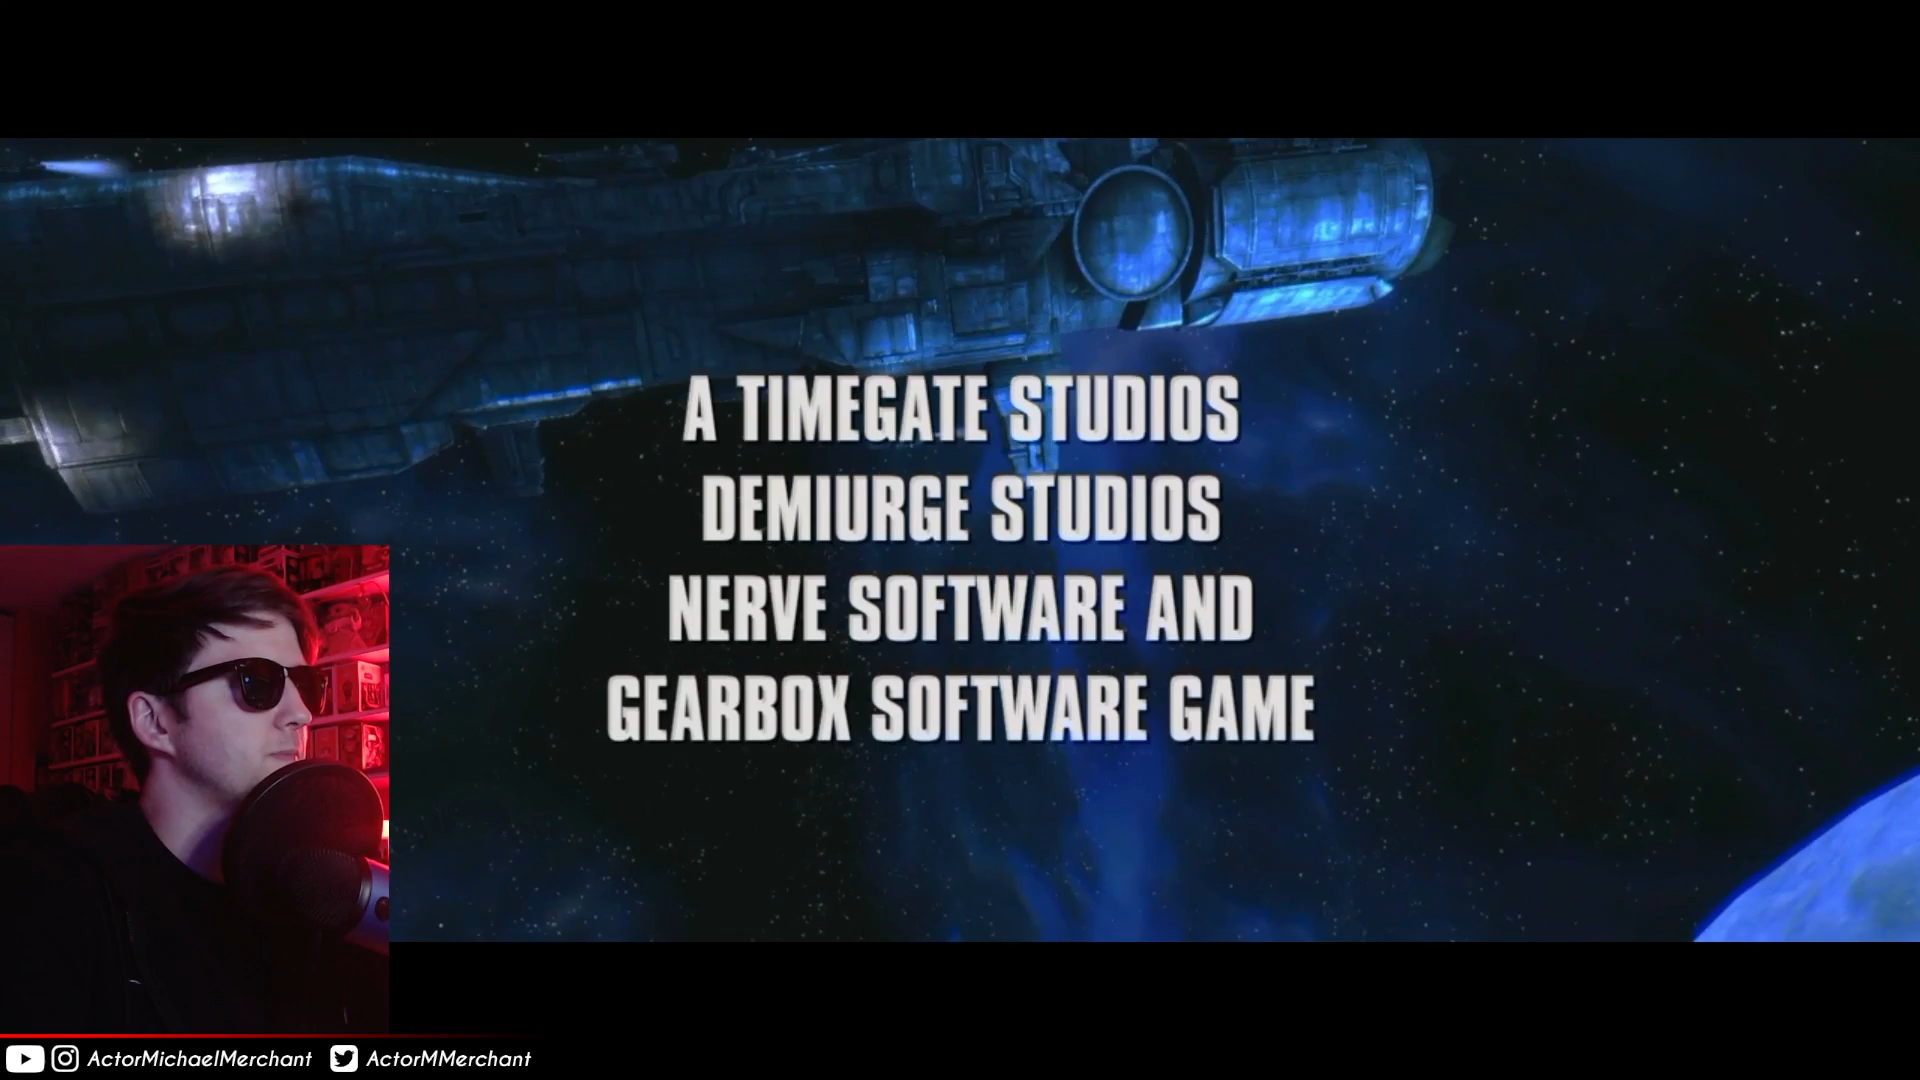 A TIMEGATE STUDIOS
DEMIURGE STUDIOS
NERVE SOFTWARE AND
GEARBOX SOFTWARE GAME
ActorMichaelMerchant ActorMMerchant